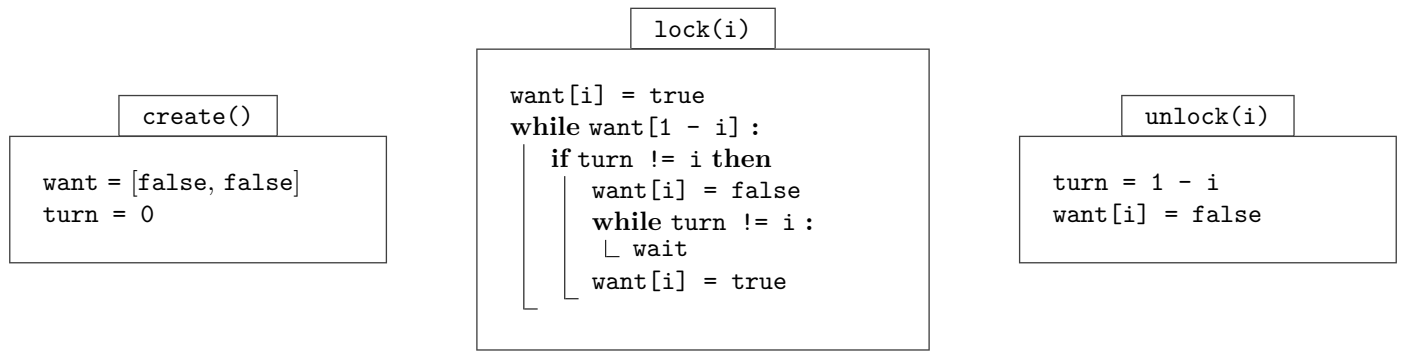 create()
want = [false, false]
turn = 0
lock(i)
want[i] = true
while want[1 - i] :
if turn != i then
want[i] = false
while turn != i :
wait
want[i] = true
unlock(i)
turn = 1 - i
want[i] = false